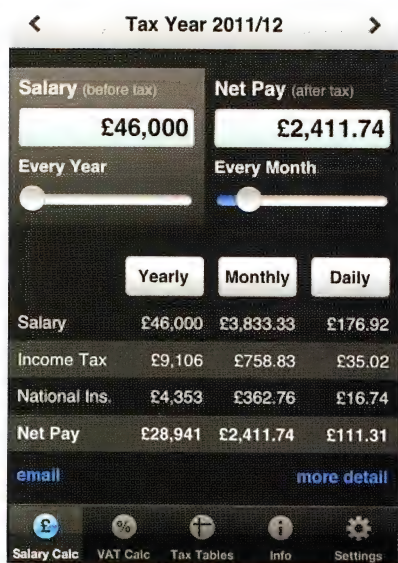 < Tax Year 2011/12 >
Salary (before tax) Net Pay (after tax)
£46,000 £2,411.74
Every Year Every Month
Yearly Monthly Daily
Salary £46,000 £3,833.33 £176.92
Income Tax £9,106 £758.83 £35.02
National Ins. £4,353 £362.76 £16.74
Net Pay £28,941 £2,411.74 £111.31
email more detail
£ % i
Salary Calc VAT Calc Tax Tables Info Settings